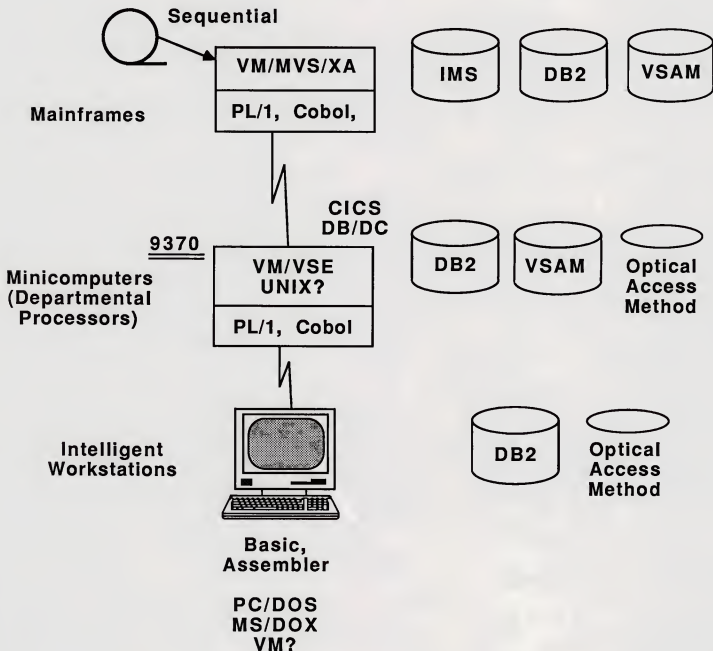 Sequential
VM/MVS/XA
PL/1, Cobol,
IMS
DB2
VSAM
Mainframes
CICS
DB/DC
9370
VM/VSE
UNIX?
PL/1, Cobol
DB2
VSAM
Optical
Access
Method
Minicomputers
(Departmental
Processors)
Intelligent
Workstations
DB2
Optical
Access
Method
Basic,
Assembler
PC/DOS
MS/DOX
VM?